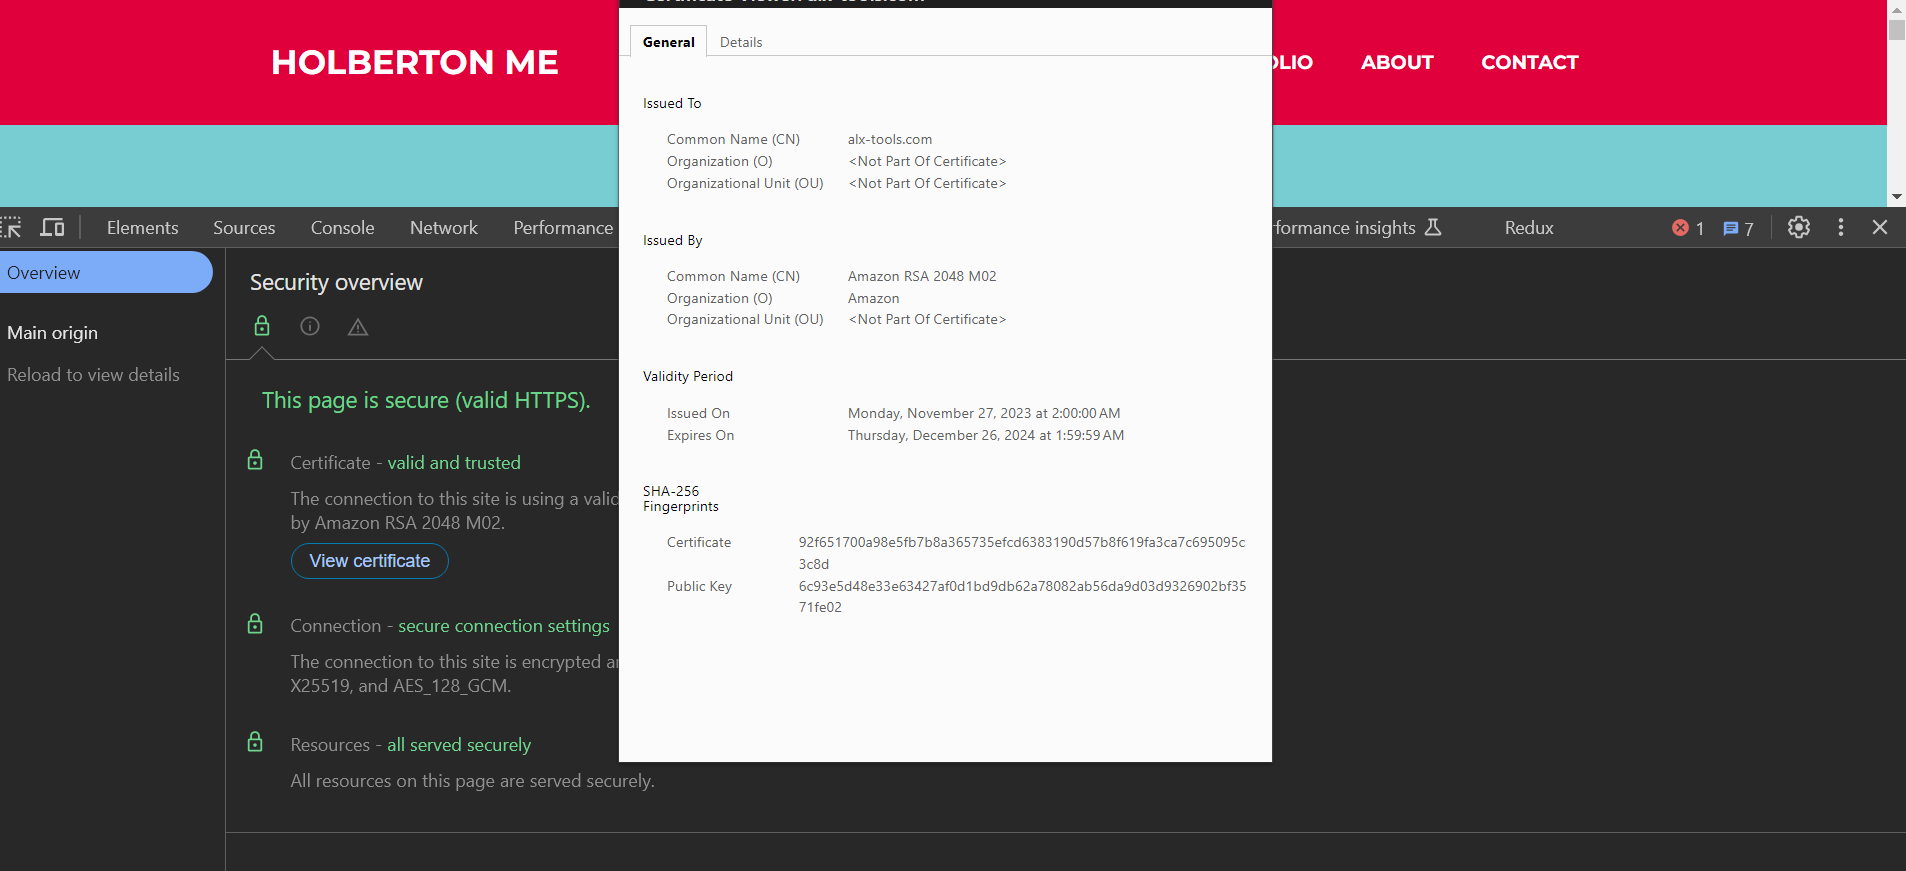 HOLBERTON ME
ABOUT
CONTACT
General
Details
Issued To
Common Name (CN) alx-tools.com
Organization (O) <Not Part Of Certificate>
Organizational Unit (OU) <Not Part Of Certificate>
Issued By
Common Name (CN) Amazon RSA 2048 M02
Organization (O) Amazon
Organizational Unit (OU) <Not Part Of Certificate>
Validity Period
Issued On Monday, November 27, 2023 at 2:00:00 AM
Expires On Thursday, December 26, 2024 at 1:59:59 AM
SHA-256
Fingerprints
Certificate 92f651700a98e5fb7b8a365735efcd6383190d57b8f619fa3ca7c695095c
3c8d
Public Key 6c93e5d48e33e63427af0d1bd9db62a78082ab56da9d03d9326902bf35
71fe02
Elements Sources Console Network Performance
formance insights Redux 1 7
Overview
Main origin
Reload to view details
Security overview
This page is secure (valid HTTPS).
Certificate - valid and trusted
The connection to this site is using a valid
by Amazon RSA 2048 M02.
View certificate
Connection - secure connection settings
The connection to this site is encrypted
X25519, and AES_128_GCM.
Resources - all served securely
All resources on this page are served securely.